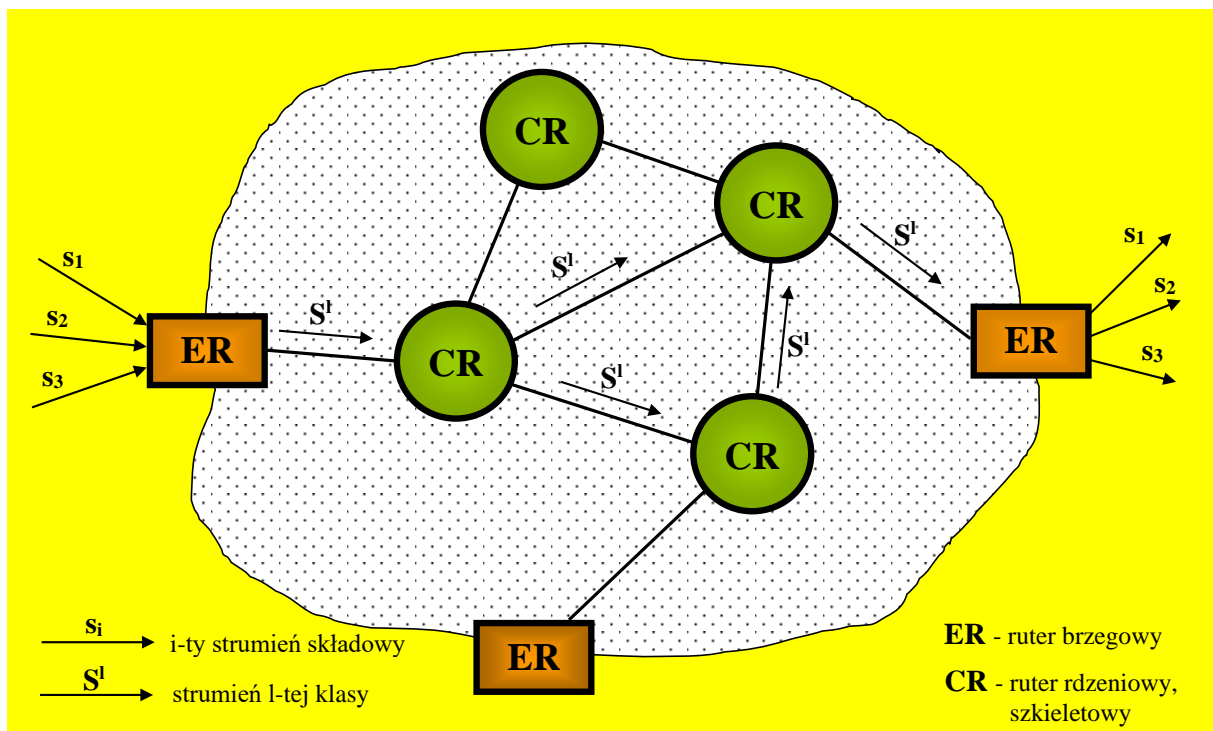 CR
CR
s₁
s₂
s₃
ER
Sˡ
CR
Sˡ
Sˡ
Sˡ
CR
Sˡ
ER
s₁
s₂
s₃
ER
sᵢ
i-ty strumień składowy
Sˡ
strumień l-tej klasy
ER - ruter brzegowy
CR - ruter rdzeniowy,
szkieletowy